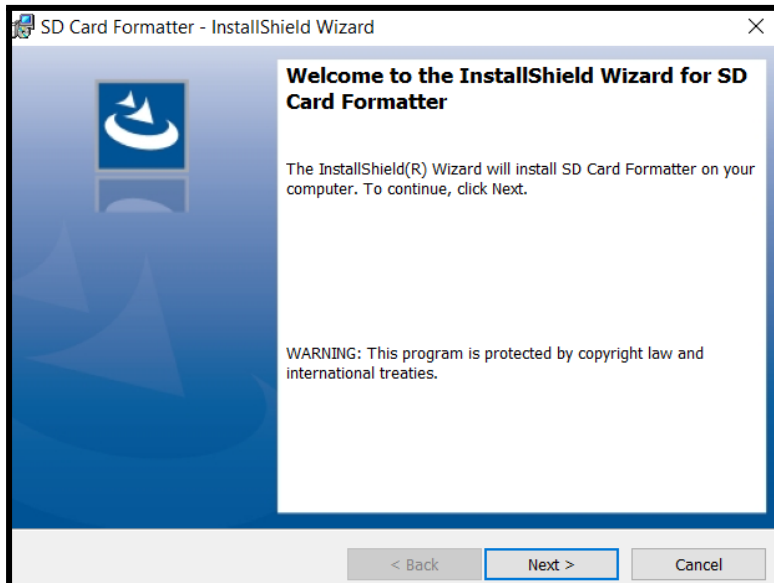 SD Card Formatter - InstallShield Wizard
Welcome to the InstallShield Wizard for SD
Card Formatter
The InstallShield(R) Wizard will install SD Card Formatter on your
computer. To continue, click Next.
WARNING: This program is protected by copyright law and
international treaties.
< Back
Next >
Cancel